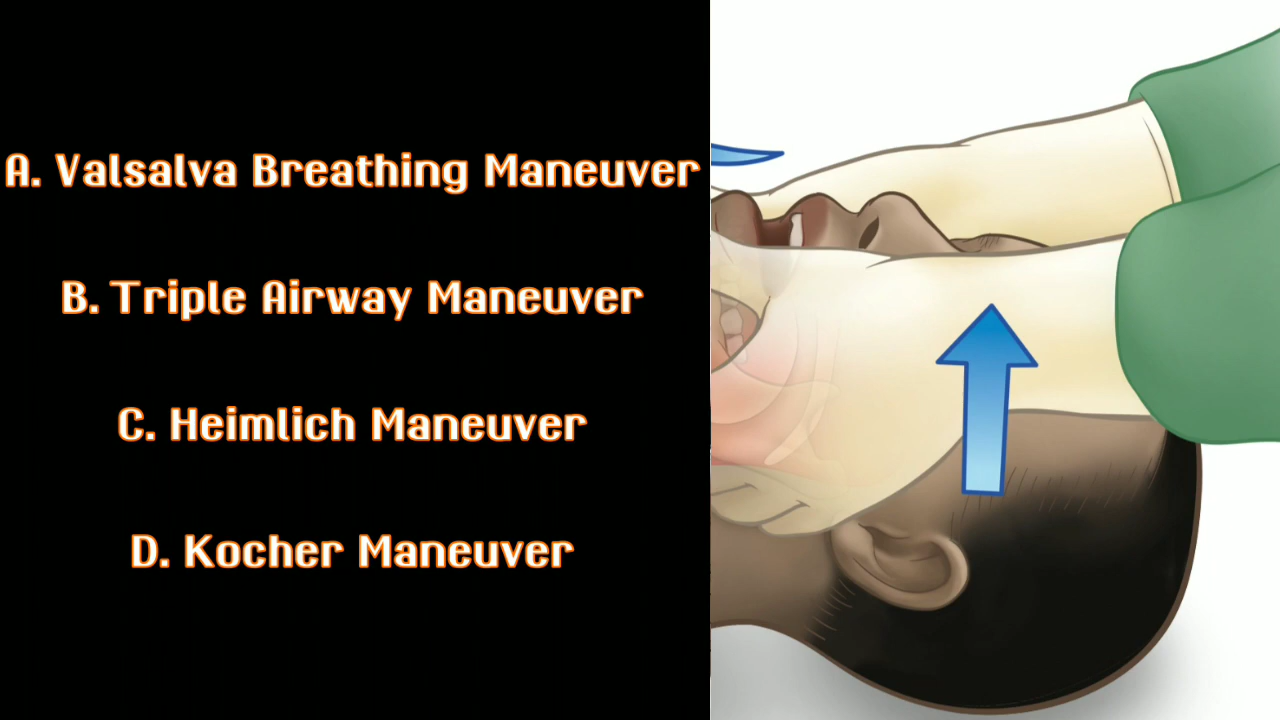 A. Valsalva Breathing Maneuver
B. Triple Airway Maneuver
C. Heimlich Maneuver
D. Kocher Maneuver